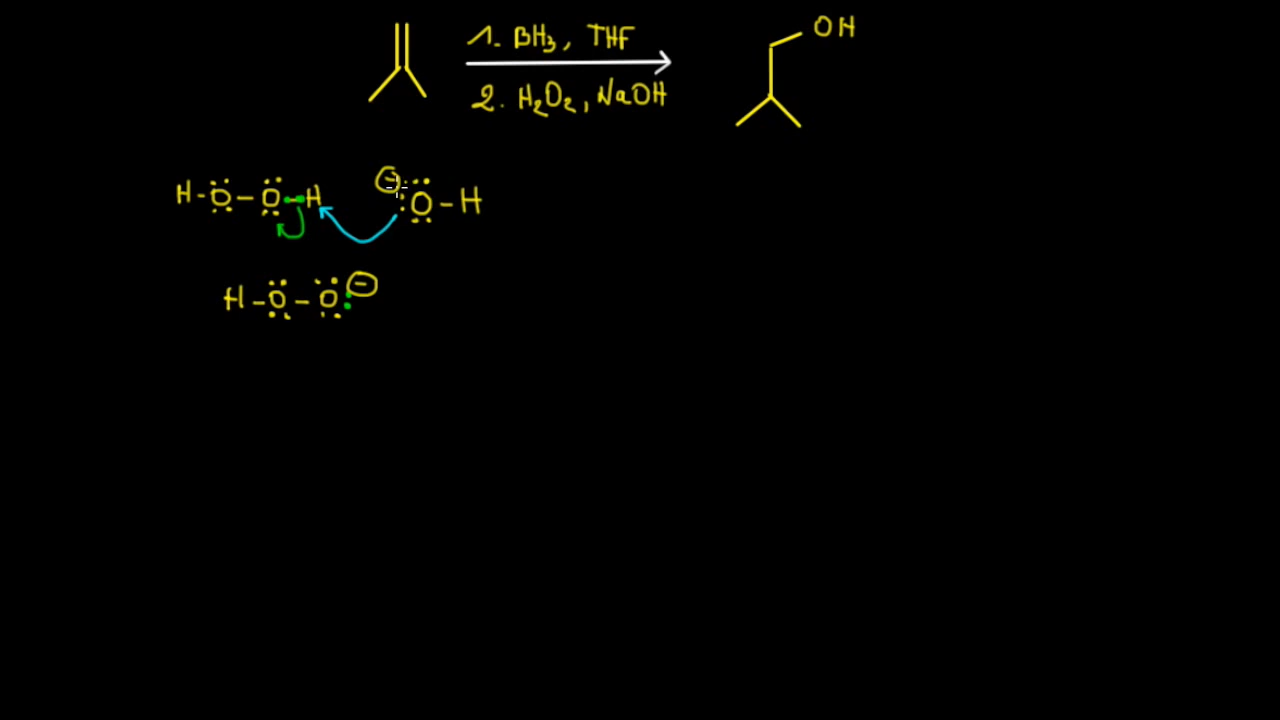 1. BH₃, THF
OH
2. H₂O₂, NaOH
H-O-O-H ⊖ O-H
H-O-O ⊖